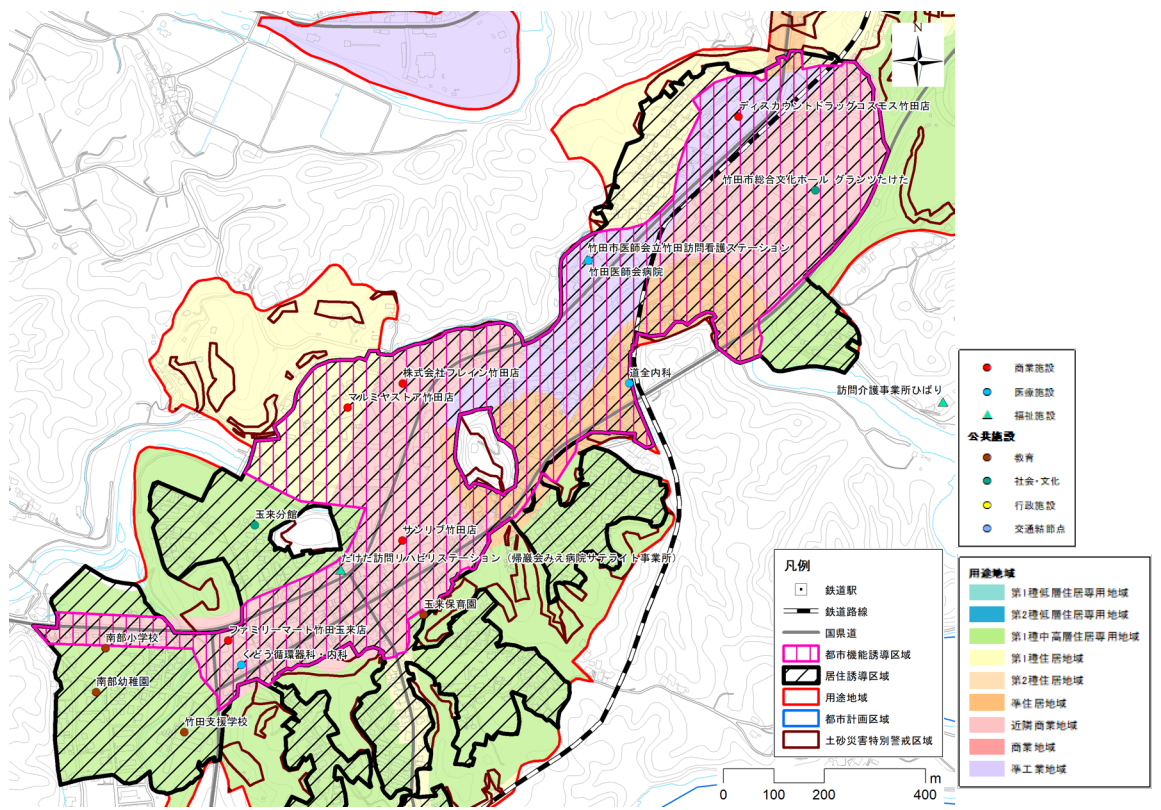 N
ディスカウントドラッグコスモス竹田店
竹田市総合文化ホール グランツたけた
竹田市医師会立竹田訪問看護ステーション
竹田医師会病院
道全内科
株式会社フレイン竹田店
マルミヤストア竹田店
訪問介護事業所ひばり
玉来分館
サンリブ竹田店
たけた訪問リハビリステーション（帰巖会みえ病院サテライト事業所）
玉来保育園
ファミリーマート竹田玉来店
南部小学校
くどう循環器科・内科
南部幼稚園
竹田支援学校
商業施設
医療施設
福祉施設
公共施設
教育
社会・文化
行政施設
交通結節点
凡例
鉄道駅
鉄道路線
国県道
都市機能誘導区域
居住誘導区域
用途地域
都市計画区域
土砂災害特別警戒区域
用途地域
第1種低層住居専用地域
第2種低層住居専用地域
第1種中高層住居専用地域
第1種住居地域
第2種住居地域
準住居地域
近隣商業地域
商業地域
準工業地域
m
0 100 200 400